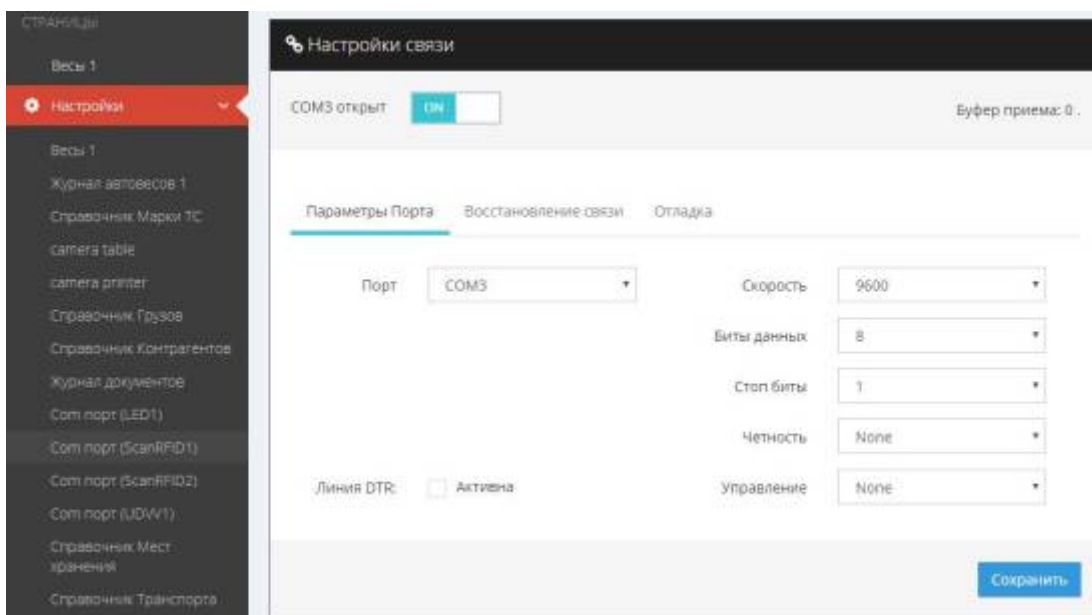 СТРАНИЦЫ
Весы 1
Настройки
Весы 1
Журнал автовесов 1
Справочник Марки ТС
camera table
camera printer
Справочник Грузов
Справочник Контрагентов
Журнал документов
Com порт (LED1)
Com порт (ScanRFID1)
Com порт (ScanRFID2)
Com порт (UDW1)
Справочник Мест
хранения
Справочник Транспорта
Настройки связи
COM3 открыт ON
Буфер приема: 0 .
Параметры Порта Восстановление связи Отладка
Порт COM3 Скорость 9600
Биты данных 8
Стоп биты 1
Четность None
Линия DTR: Активна Управление None
Сохранить